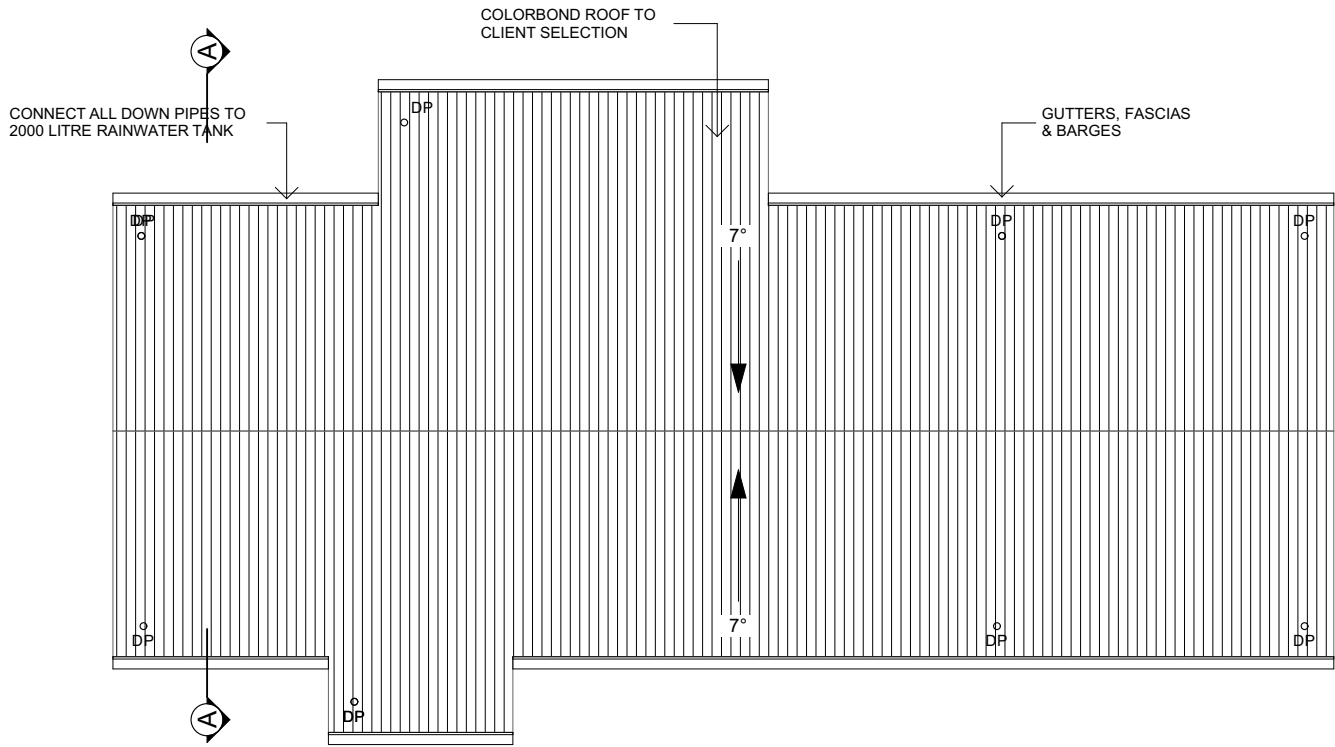 COLORBOND ROOF TO
CLIENT SELECTION
A
CONNECT ALL DOWN PIPES TO
2000 LITRE RAINWATER TANK
DP
GUTTERS, FASCIAS
& BARGES
DP
DP
DP
DP
7°
7°
DP
DP
DP
DP
A